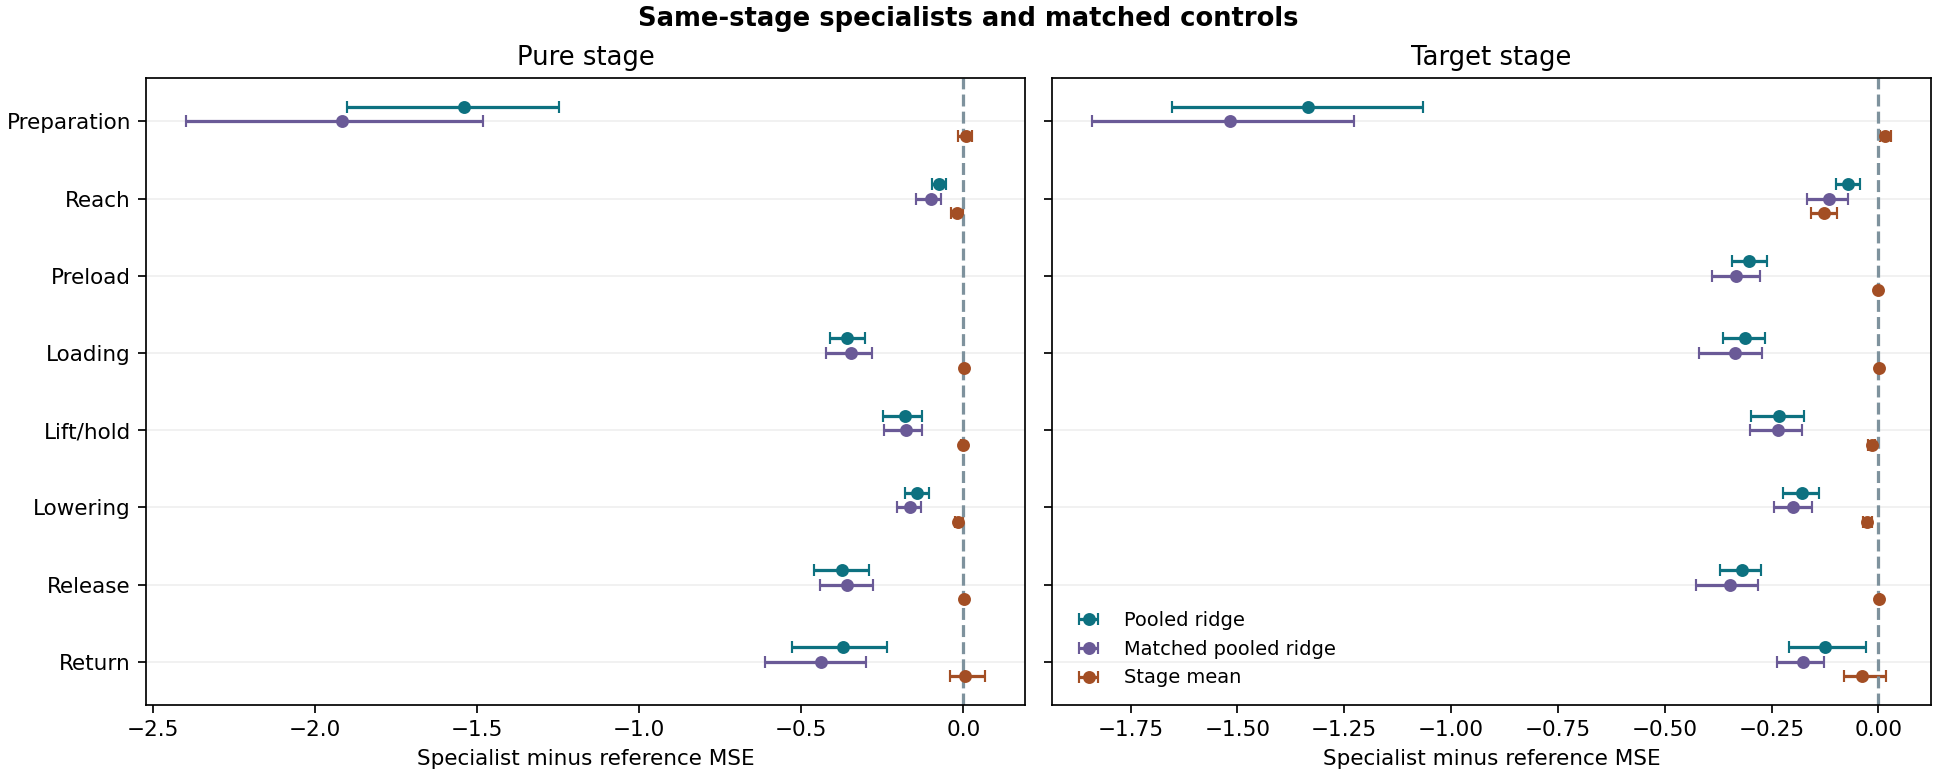 Same-stage specialists and matched controls
Pure stage
Target stage
Preparation
Reach
Preload
Loading
Lift/hold
Lowering
Release
Return
Pooled ridge
Matched pooled ridge
Stage mean
−2.5 −2.0 −1.5 −1.0 −0.5 0.0
−1.75 −1.50 −1.25 −1.00 −0.75 −0.50 −0.25 0.00
Specialist minus reference MSE
Specialist minus reference MSE